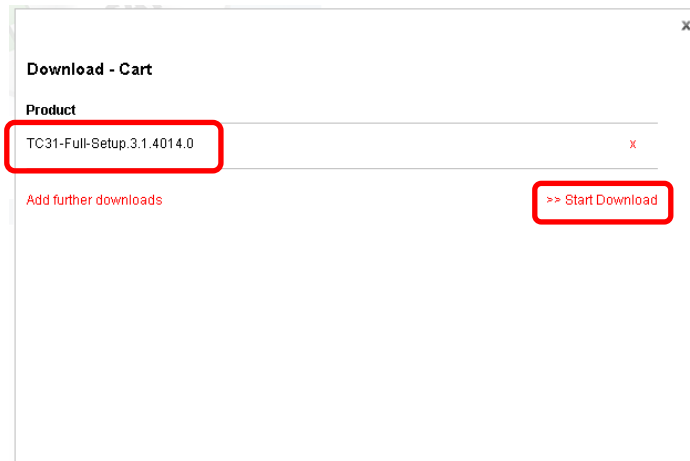 x
Download - Cart
Product
TC31-Full-Setup.3.1.4014.0 x
Add further downloads >> Start Download